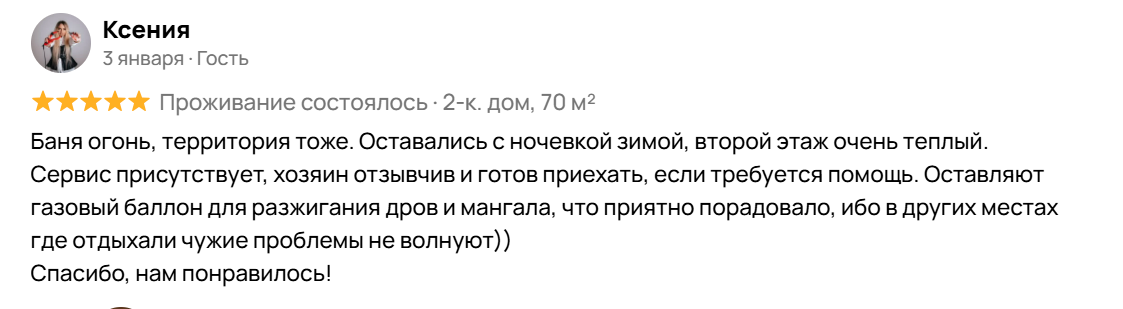 Ксения
3 января · Гость
Проживание состоялось · 2-к. дом, 70 м²
Баня огонь, территория тоже. Оставались с ночевкой зимой, второй этаж очень теплый.
Сервис присутствует, хозяин отзывчив и готов приехать, если требуется помощь. Оставляют
газовый баллон для разжигания дров и мангала, что приятно порадовало, ибо в других местах
где отдыхали чужие проблемы не волнуют))
Спасибо, нам понравилось!